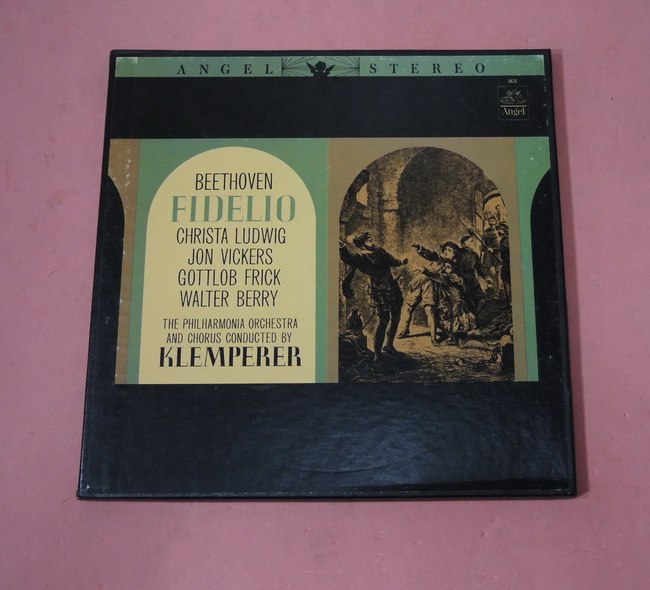 ANGEL STEREO
3625
Angel
BEETHOVEN
FIDELIO
CHRISTA LUDWIG
JON VICKERS
GOTTLOB FRICK
WALTER BERRY
THE PHILHARMONIA ORCHESTRA
AND CHORUS CONDUCTED BY
KLEMPERER